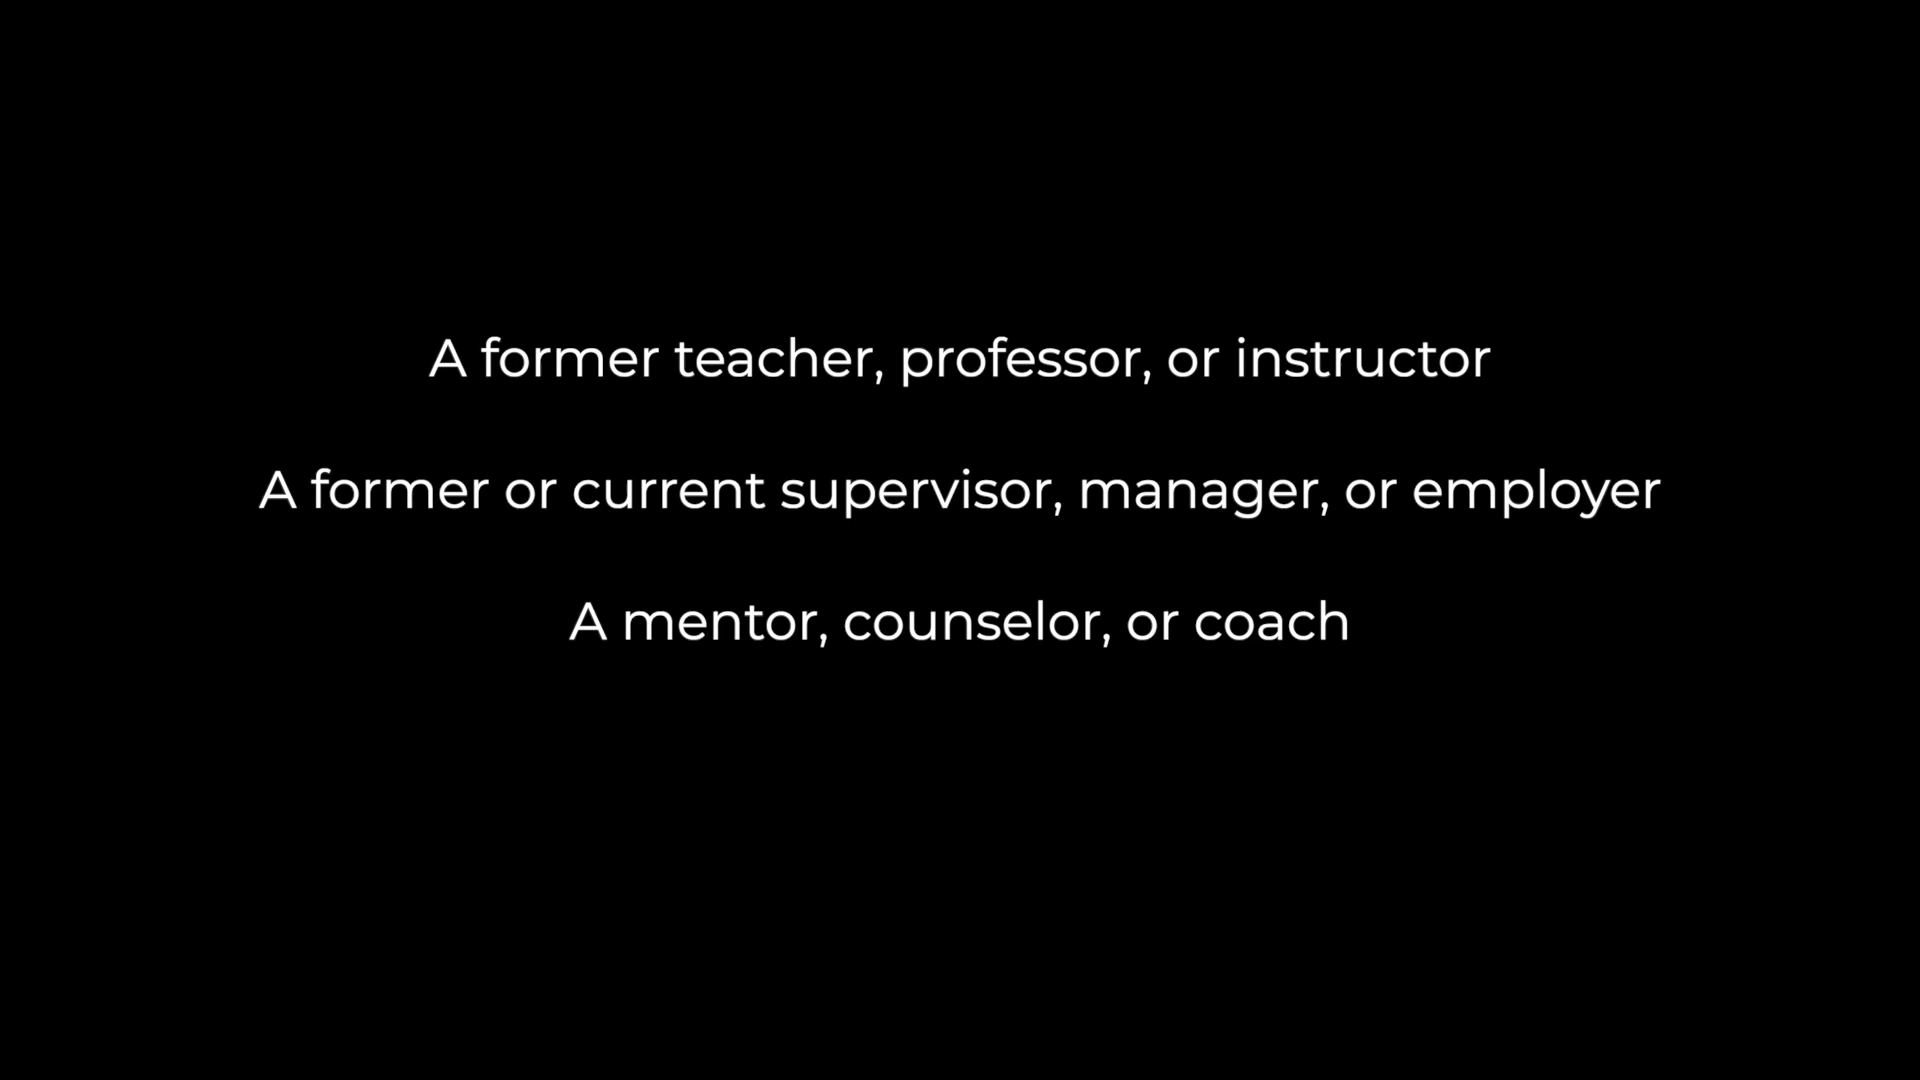 A former teacher, professor, or instructor
A former or current supervisor, manager, or employer
A mentor, counselor, or coach